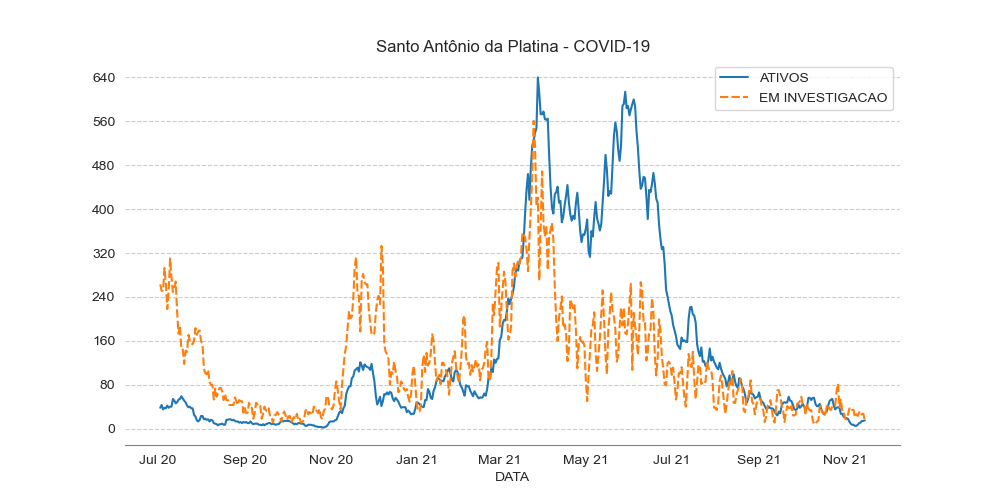 Santo Antônio da Platina - COVID-19
ATIVOS
EM INVESTIGACAO
640
560
480
400
320
240
160
80
0
Jul 20 Sep 20 Nov 20 Jan 21 Mar 21 May 21 Jul 21 Sep 21 Nov 21
DATA